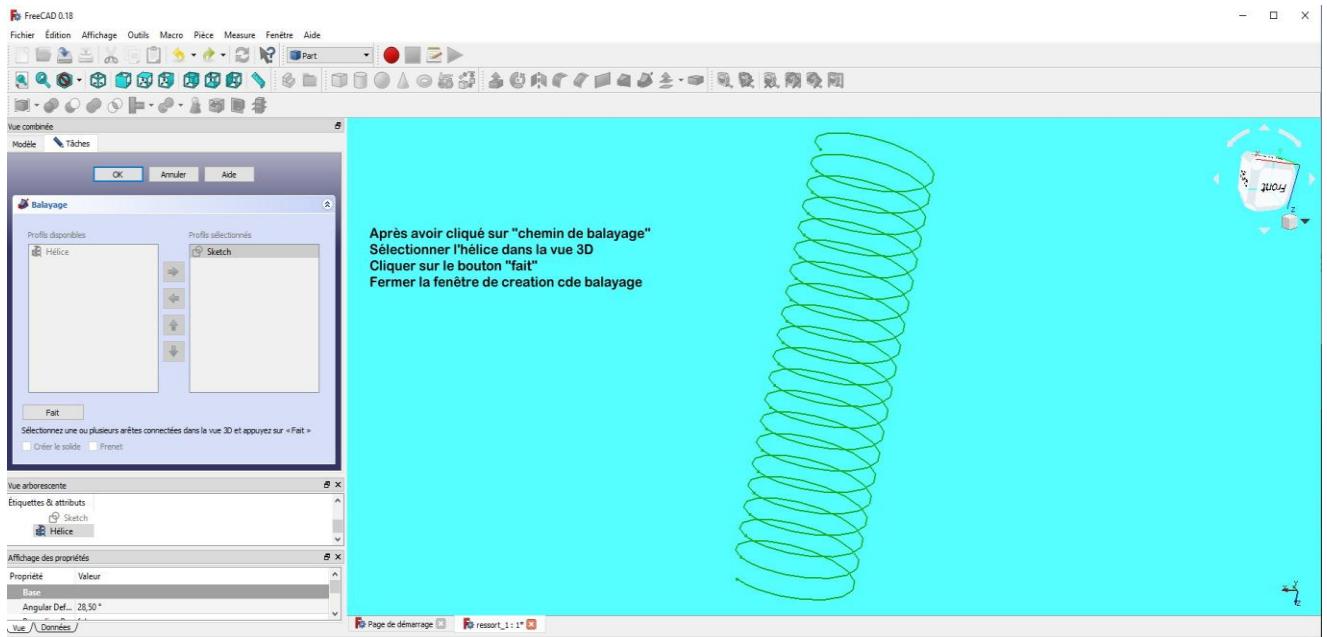 FreeCAD 0.18
Fichier Édition Affichage Outils Macro Pièce Measure Fenêtre Aide
Part
Vue combinée
Modèle Tâches
OK Annuler Aide
Balayage
Profils disponibles Profils sélectionnés
Hélice Sketch
Fait
Sélectionnez une ou plusieurs arêtes connectées dans la vue 3D et appuyez sur « Fait »
Créer le solide Frenet
Vue arborescente
Étiquettes & attributs
Sketch
Hélice
Affichage des propriétés
Propriété Valeur
Base
Angular Def... 28,50 °
Vue Données
Après avoir cliqué sur "chemin de balayage"
Sélectionner l'hélice dans la vue 3D
Cliquer sur le bouton "fait"
Fermer la fenêtre de creation cde balayage
Front
Z
Page de démarrage
ressort_1 : 1*